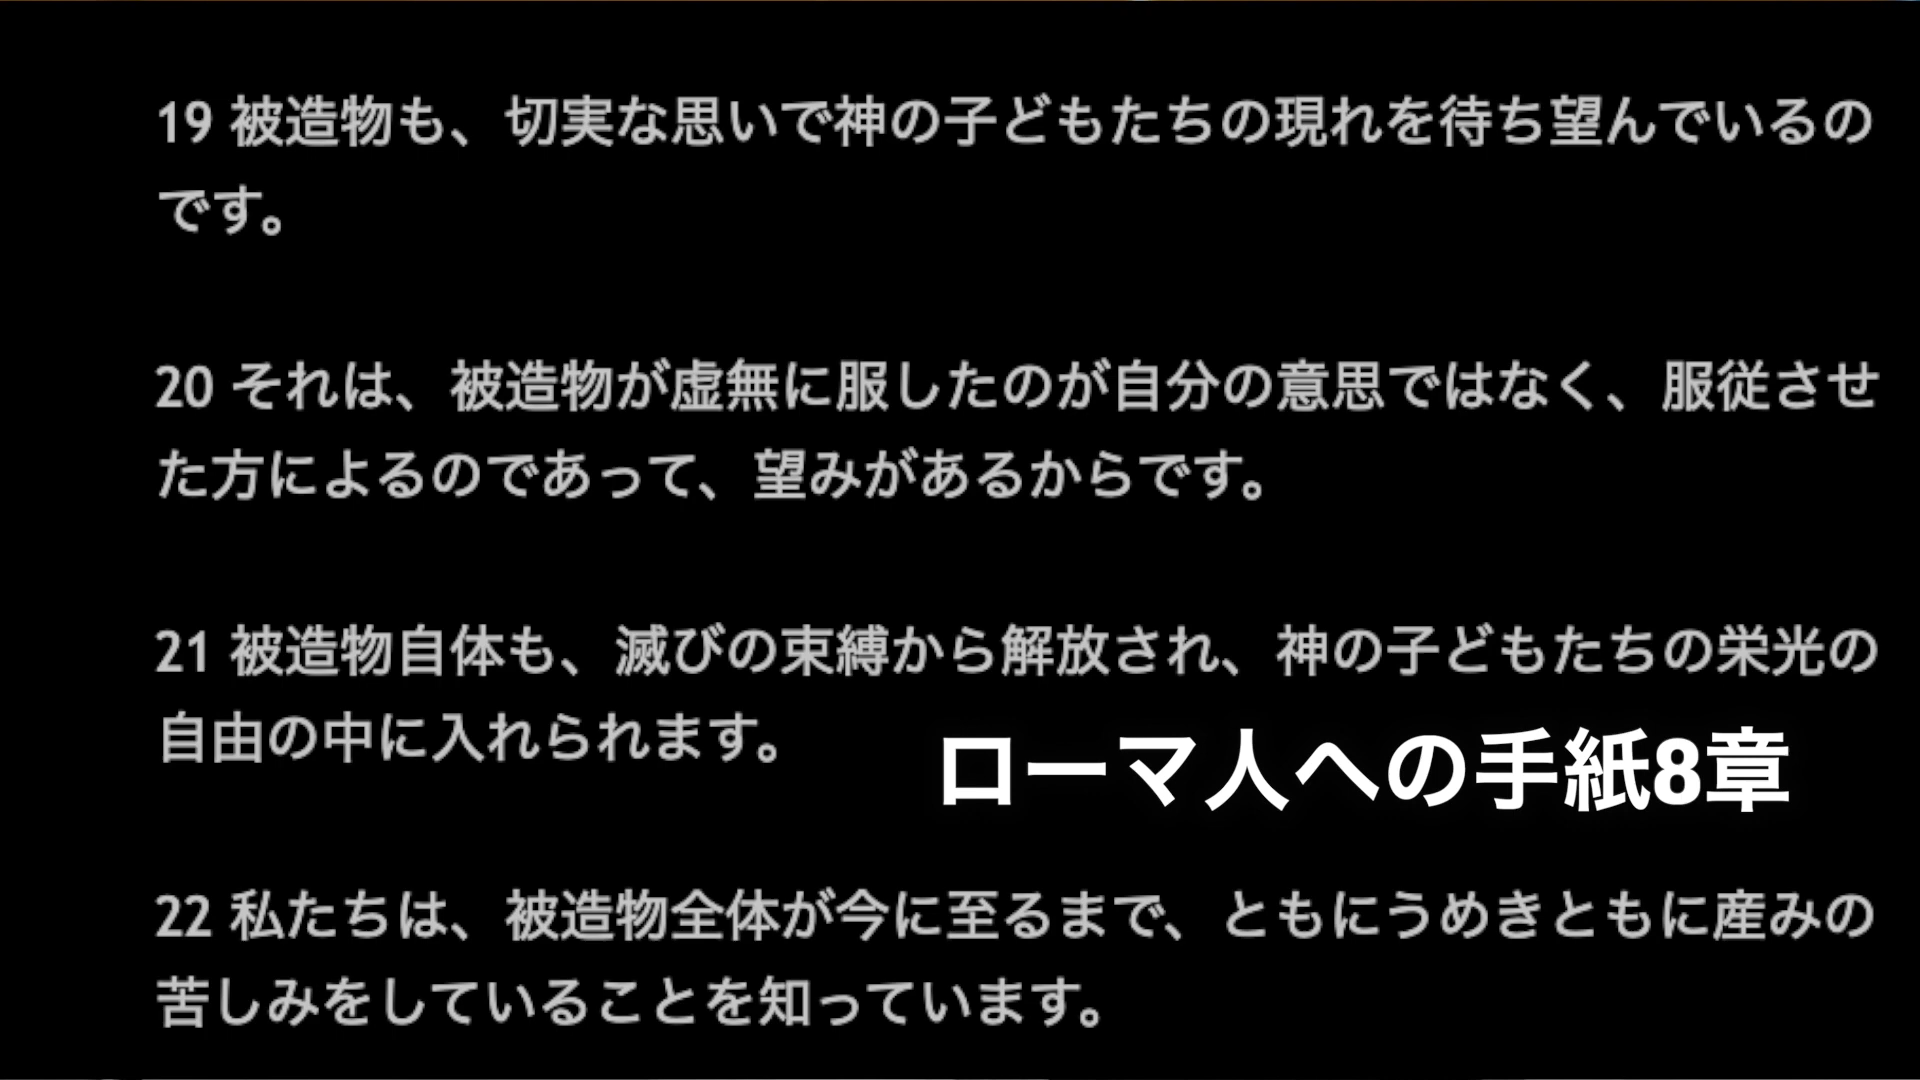 19 被造物も、切実な思いで神の子どもたちの現れを待ち望んでいるの
です。
20 それは、被造物が虚無に服したのが自分の意思ではなく、服従させ
た方によるのであって、望みがあるからです。
21 被造物自体も、滅びの束縛から解放され、神の子どもたちの栄光の
自由の中に入れられます。
ローマ人への手紙8章
22 私たちは、被造物全体が今に至るまで、ともにうめきともに産みの
苦しみをしていることを知っています。